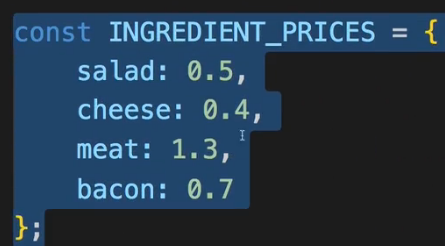 const INGREDIENT_PRICES = {
    salad: 0.5,
    cheese: 0.4,
    meat: 1.3,
    bacon: 0.7
};